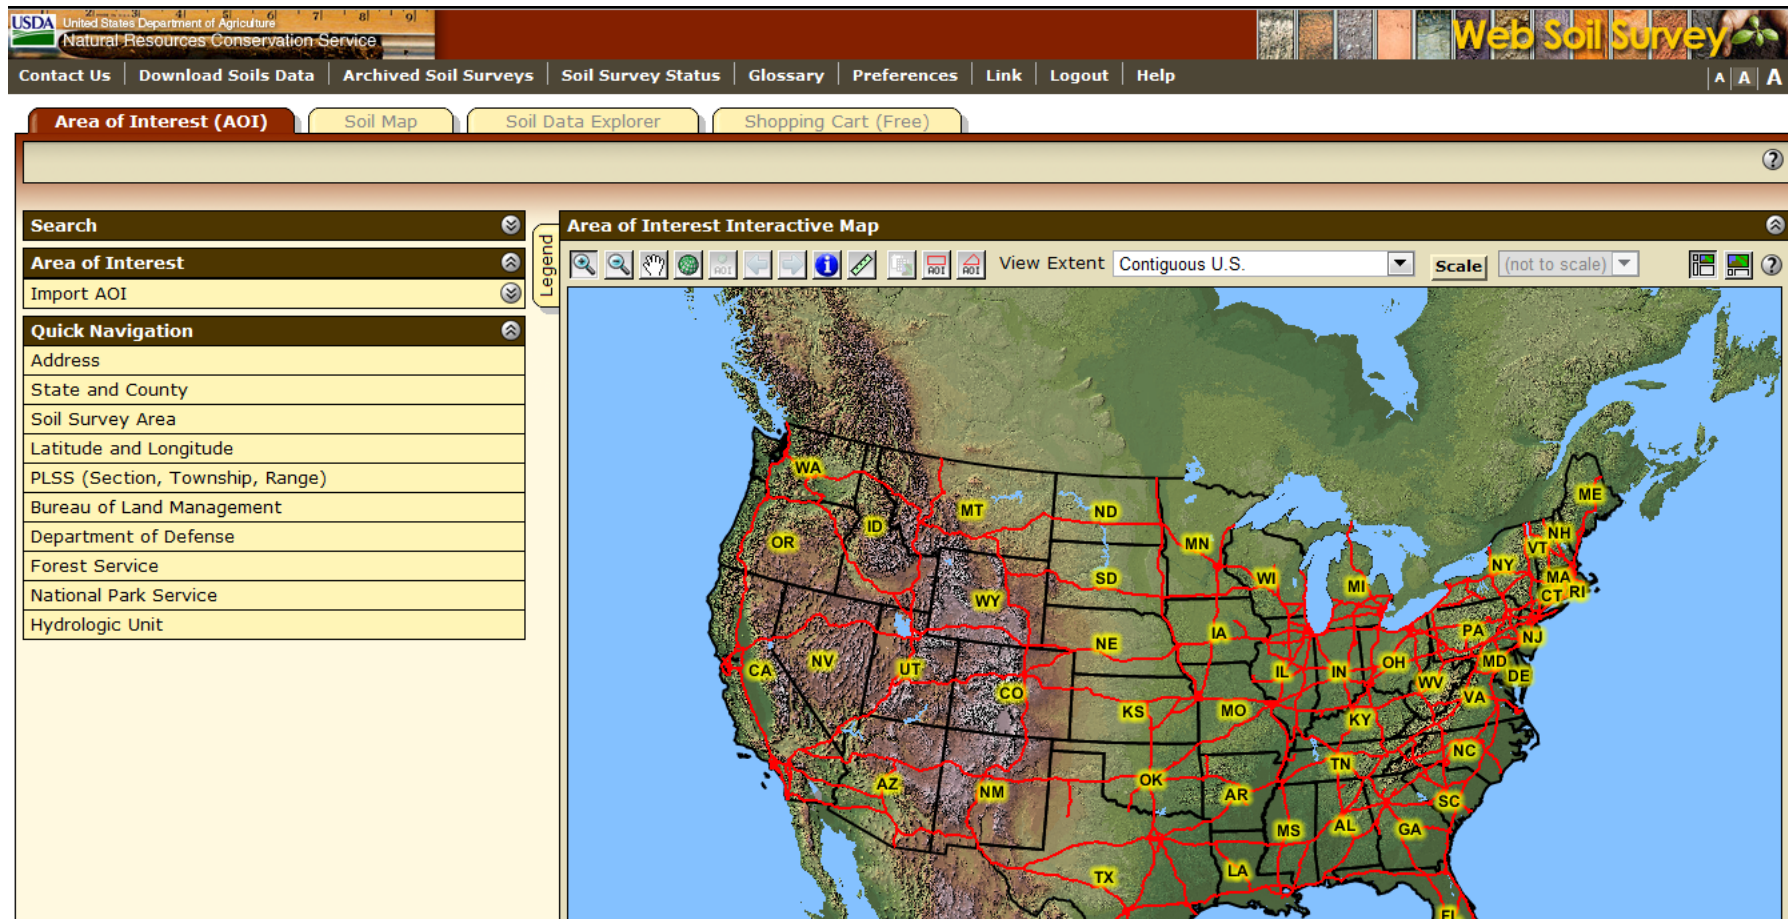 USDA United States Department of Agriculture
Natural Resources Conservation Service
Web Soil Survey
Contact Us Download Soils Data Archived Soil Surveys Soil Survey Status Glossary Preferences Link Logout Help A A A
Area of Interest (AOI) Soil Map Soil Data Explorer Shopping Cart (Free)
Search
Area of Interest
Import AOI
Quick Navigation
Address
State and County
Soil Survey Area
Latitude and Longitude
PLSS (Section, Township, Range)
Bureau of Land Management
Department of Defense
Forest Service
National Park Service
Hydrologic Unit
Legend
Area of Interest Interactive Map
AOI AOI AOI View Extent Contiguous U.S. Scale (not to scale)
WA
MT
ND
ME
OR
ID
MN
NH
VT
SD
WI
MI
NY
MA
CT
RI
WY
NE
IA
PA
NJ
CA
NV
UT
CO
IL
IN
OH
MD
DE
WV
VA
KS
MO
KY
NC
AZ
NM
OK
AR
TN
SC
MS
AL
GA
TX
LA
FL